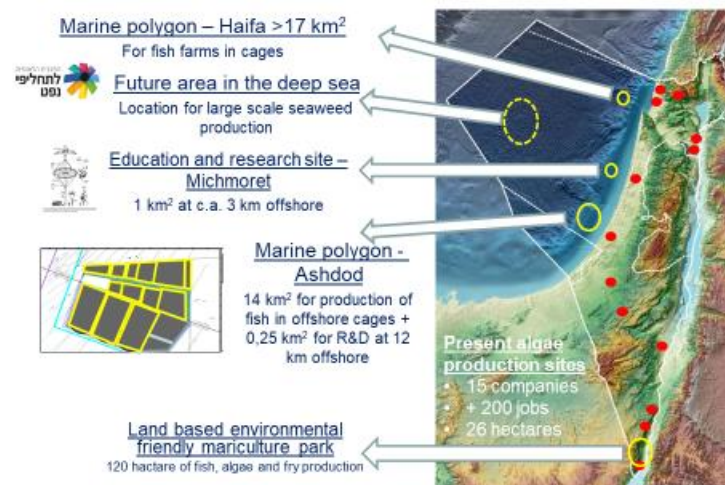 Marine polygon – Haifa >17 km²
For fish farms in cages
לתחליפי
נפט
Future area in the deep sea
Location for large scale seaweed
production
Education and research site –
Michmoret
1 km² at c.a. 3 km offshore
Marine polygon -
Ashdod
14 km² for production of
fish in offshore cages +
0,25 km² for R&D at 12
km offshore
Present algae
production sites
• 15 companies
• + 200 jobs
• 26 hectares
Land based environmental
friendly mariculture park
120 hactare of fish, algae and fry production